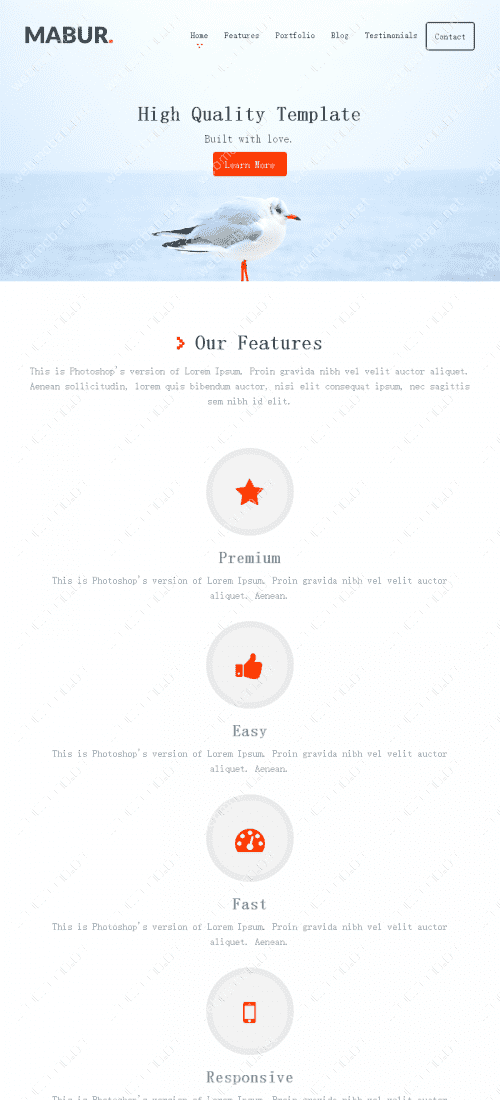 MABUR.
Home Features Portfolio Blog Testimonials Contact
High Quality Template
Built with love.
Learn More
Our Features
This is Photoshop's version of Lorem Ipsum. Proin gravida nibh vel velit auctor aliquet.
Aenean sollicitudin, lorem quis bibendum auctor, nisi elit consequat ipsum, nec sagittis
sem nibh id elit.
Premium
This is Photoshop's version of Lorem Ipsum. Proin gravida nibh vel velit auctor
aliquet. Aenean.
Easy
This is Photoshop's version of Lorem Ipsum. Proin gravida nibh vel velit auctor
aliquet. Aenean.
Fast
This is Photoshop's version of Lorem Ipsum. Proin gravida nibh vel velit auctor
aliquet. Aenean.
Responsive